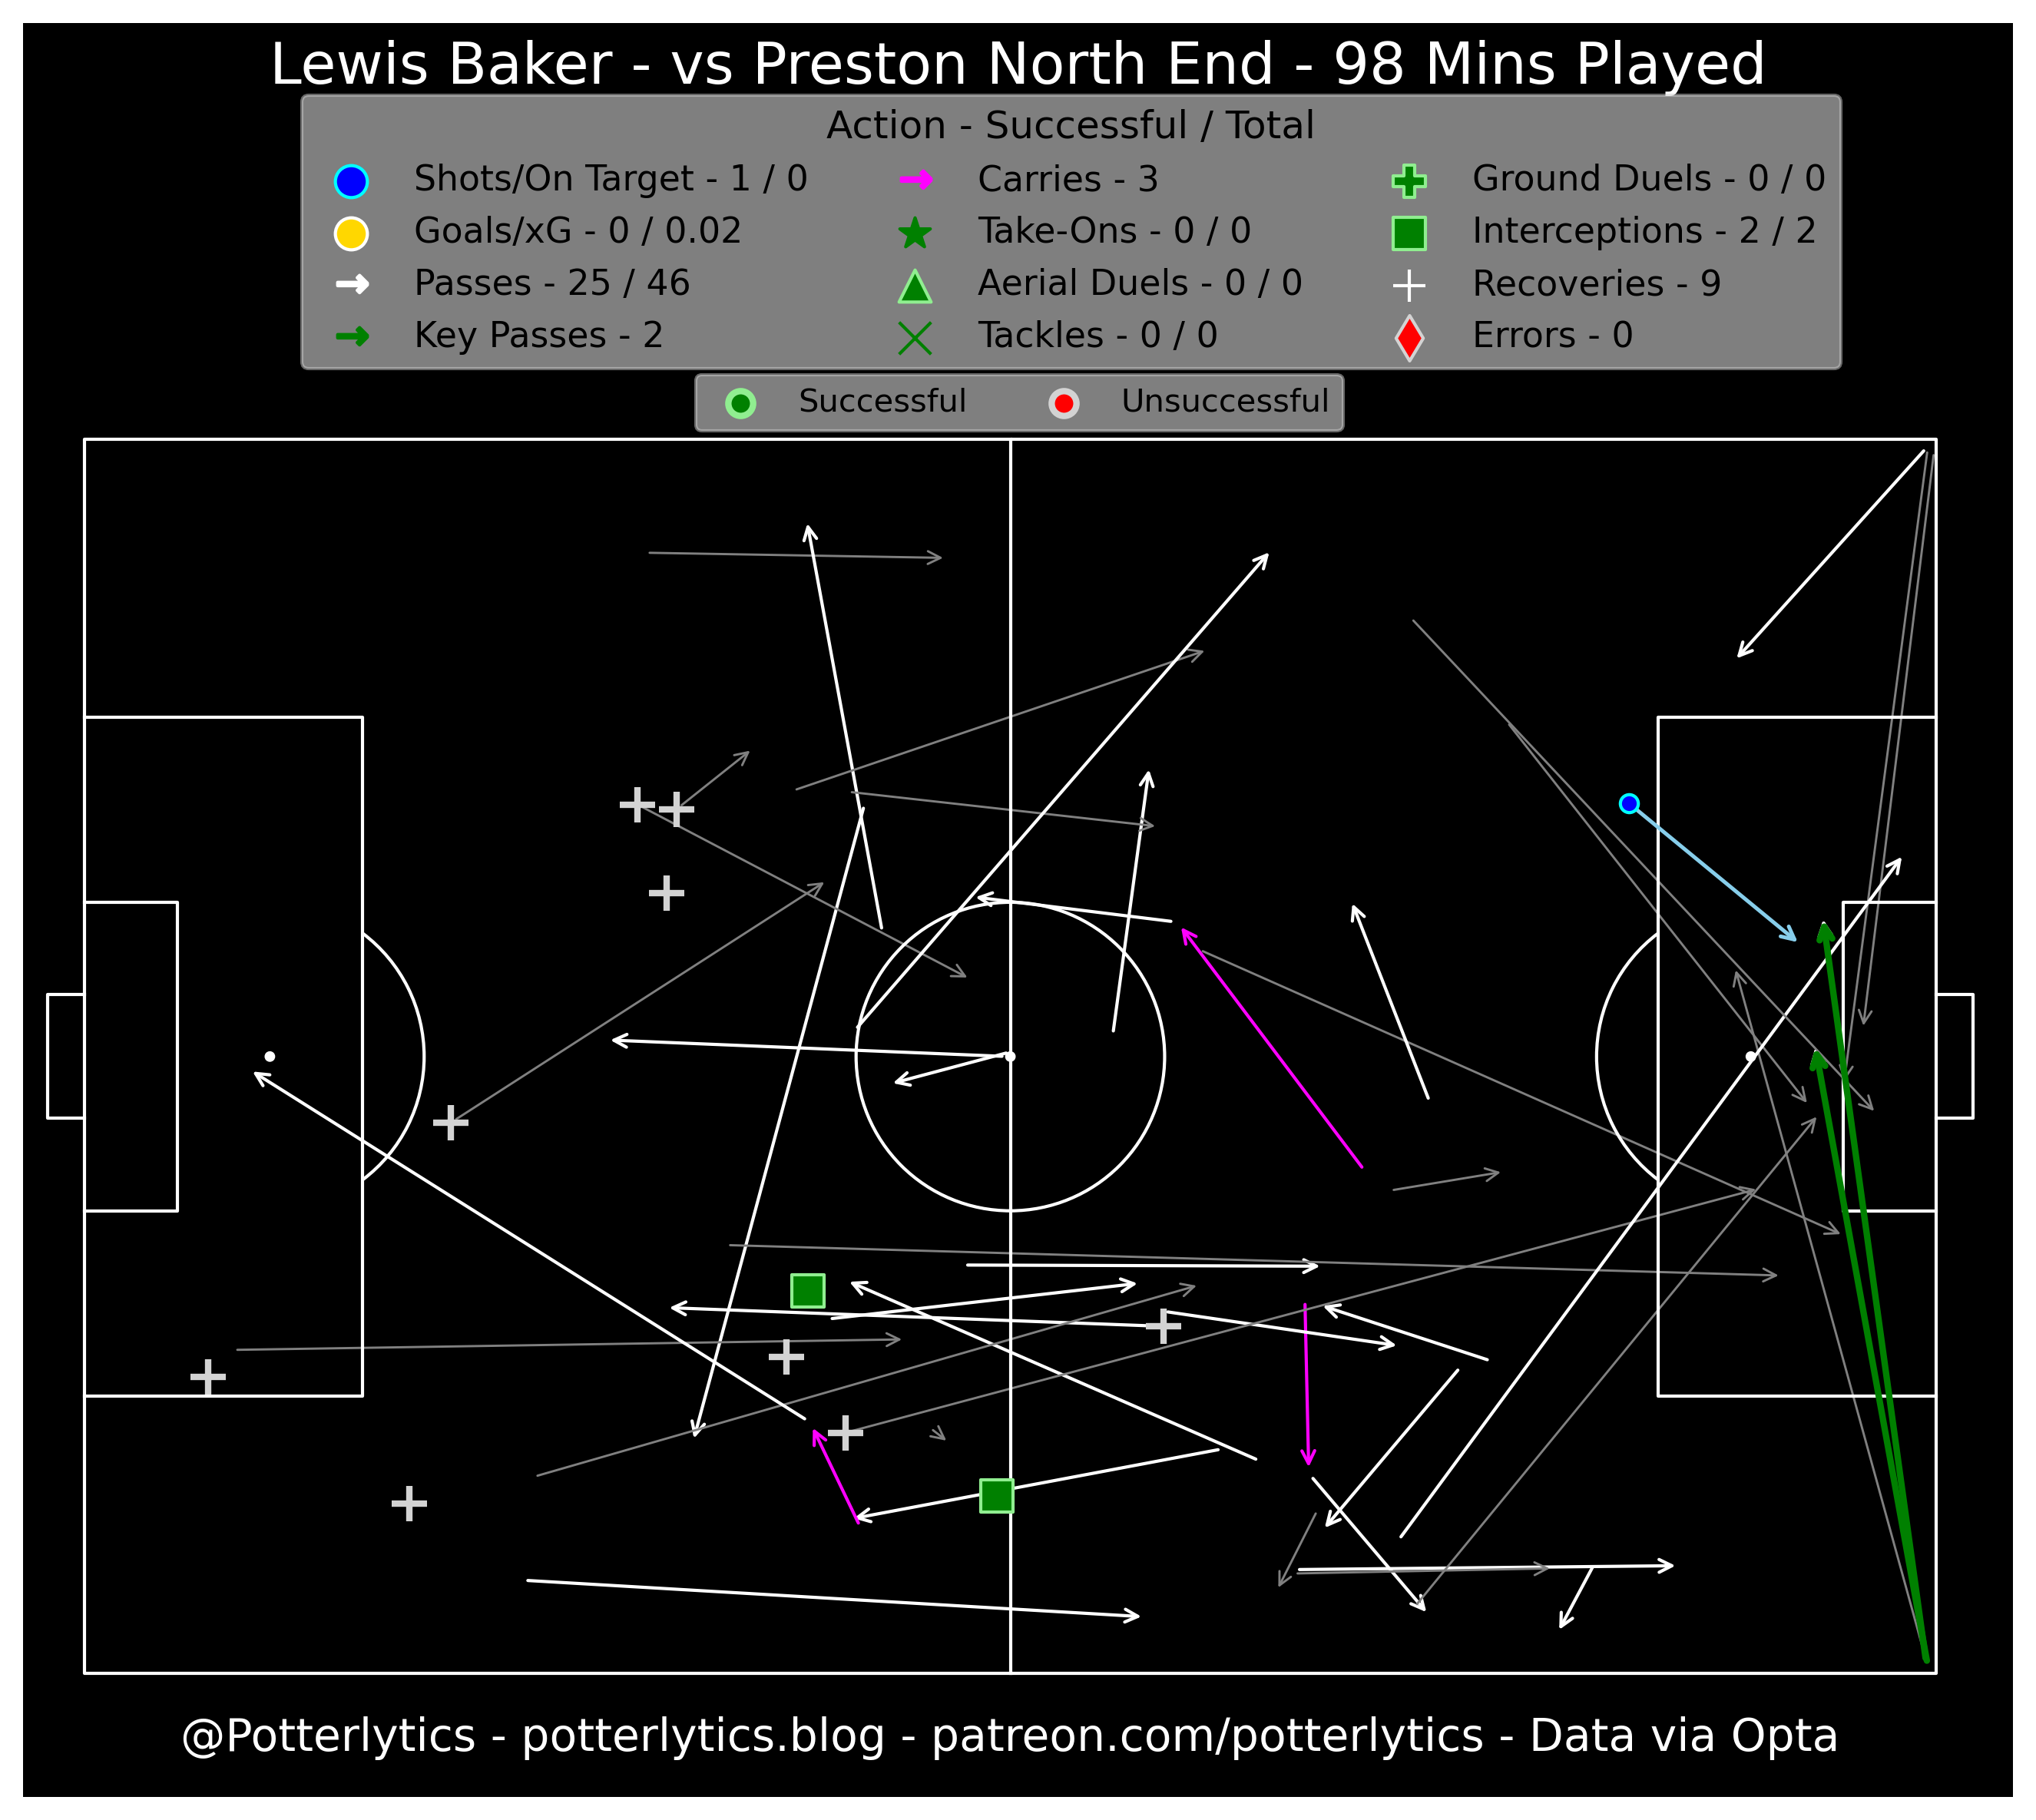 Lewis Baker - vs Preston North End - 98 Mins Played
Action - Successful / Total
Shots/On Target - 1 / 0
Goals/xG - 0 / 0.02
Passes - 25 / 46
Key Passes - 2
Carries - 3
Take-Ons - 0 / 0
Aerial Duels - 0 / 0
Tackles - 0 / 0
Ground Duels - 0 / 0
Interceptions - 2 / 2
Recoveries - 9
Errors - 0
Successful
Unsuccessful
@Potterlytics - potterlytics.blog - patreon.com/potterlytics - Data via Opta